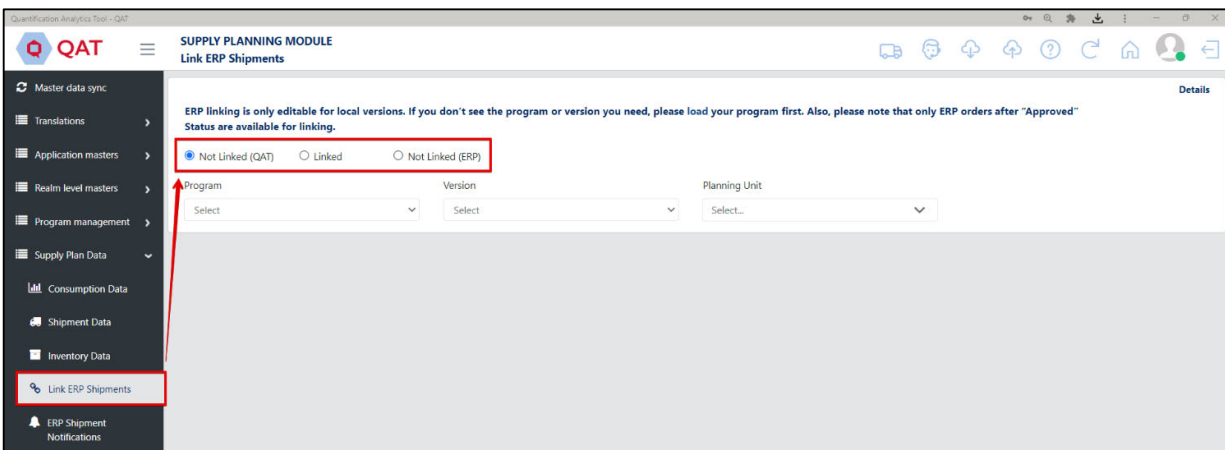 Quantification Analytics Tool - QAT
QAT
SUPPLY PLANNING MODULE
Link ERP Shipments
Master data sync
Translations
Application masters
Realm level masters
Program management
Supply Plan Data
Consumption Data
Shipment Data
Inventory Data
Link ERP Shipments
ERP Shipment
Notifications
Details
ERP linking is only editable for local versions. If you don't see the program or version you need, please load your program first. Also, please note that only ERP orders after "Approved"
Status are available for linking.
Not Linked (QAT) Linked Not Linked (ERP)
Program Version Planning Unit
Select Select Select...